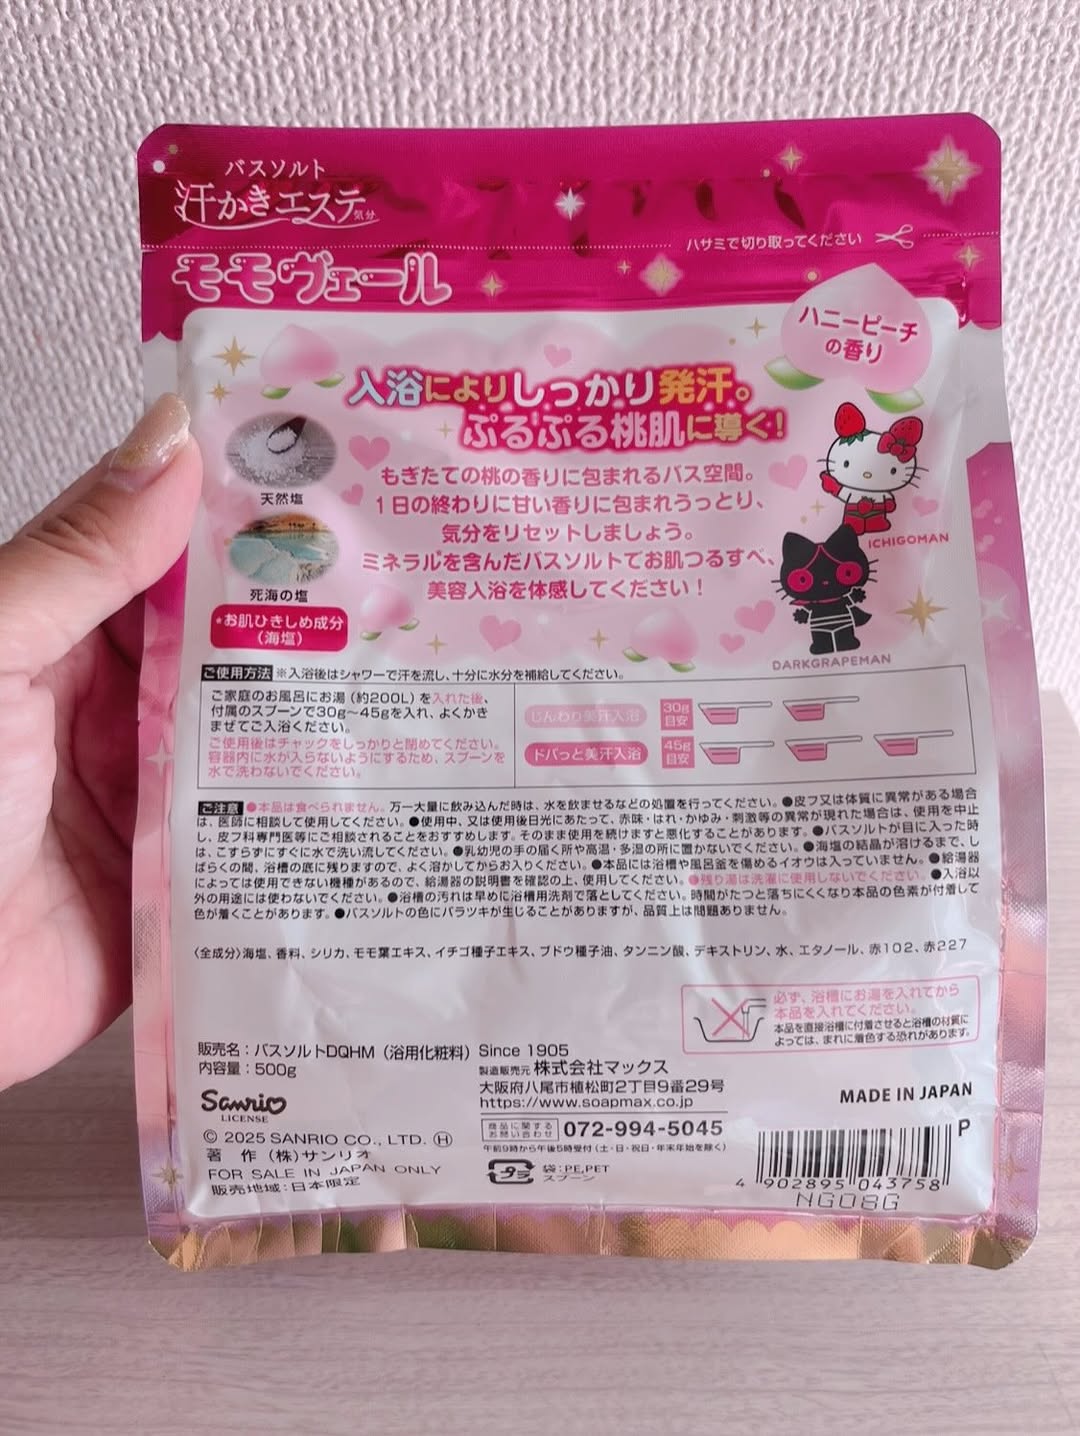 バスソルト
汗かきエステ気分
ハサミで切り取ってください
モモヴェール
ハニーピーチ
の香り
入浴によりしっかり発汗。
ぷるぷる桃肌に導く!
もぎたての桃の香りに包まれるバス空間。
1日の終わりに甘い香りに包まれうっとり、
気分をリセットしましょう。
ミネラル*を含んだバスソルトでお肌つるすべ、
美容入浴を体感してください!
天然塩
死海の塩
*お肌ひきしめ成分
(海塩)
ICHIGOMAN
DARKGRAPEMAN
ご使用方法 ※入浴後はシャワーで汗を流し、十分に水分を補給してください。
ご家庭のお風呂にお湯(約200L)を入れた後、
付属のスプーンで30g~45gを入れ、よくかき
まぜてご入浴ください。
ご使用後はチャックをしっかりと閉めてください。
容器内に水が入らないようにするため、スプーンを
水で洗わないでください。
じんわり美汗入浴 30g目安
ドバっと美汗入浴 45g目安
ご注意 ●本品は食べられません。万一大量に飲み込んだ時は、水を飲ませるなどの処置を行ってください。●皮フ又は体質に異常がある場合
は、医師に相談して使用してください。●使用中、又は使用後日光にあたって、赤味・はれ・かゆみ・刺激等の異常が現れた場合は、使用を中止
し、皮フ科専門医等にご相談されることをおすすめします。そのまま使用を続けますと悪化することがあります。●バスソルトが目に入った時
は、こすらずにすぐに水で洗い流してください。●乳幼児の手の届く所や高温・多湿の所に置かないでください。●海塩の結晶が溶けるまで、し
ばらくの間、浴槽の底に残りますので、よく溶かしてからお入りください。●本品には浴槽や風呂釜を傷めるイオウは入っていません。●給湯器
によっては使用できない機種があるので、給湯器の説明書を確認の上、使用してください。●残り湯は洗濯に使用しないでください。●入浴以
外の用途には使わないでください。●浴槽の汚れは早めに浴槽用洗剤で落としてください。時間がたつと落ちにくくなり本品の色素が付着して
色が着くことがあります。●バスソルトの色にバラツキが生じることがありますが、品質上は問題ありません。
〈全成分〉海塩、香料、シリカ、モモ葉エキス、イチゴ種子エキス、ブドウ種子油、タンニン酸、デキストリン、水、エタノール、赤102、赤227
必ず、浴槽にお湯を入れてから
本品を入れてください。
本品を直接浴槽に付着させると浴槽の材質に
よっては、まれに着色する恐れがあります。
販売名:バスソルトDQHM(浴用化粧料)
内容量:500g
Sanrio
LICENSE
© 2025 SANRIO CO., LTD. Ⓗ
著 作 (株)サンリオ
FOR SALE IN JAPAN ONLY
販売地域:日本限定
Since 1905
製造販売元 株式会社マックス
大阪府八尾市植松町2丁目9番29号
https://www.soapmax.co.jp
商品に関するお問い合わせ 072-994-5045
午前9時から午後5時受付(土・日・祝日・年末年始を除く)
プラ
袋:PE,PET
スプーン
MADE IN JAPAN
P
4 902895 043758
NG08G